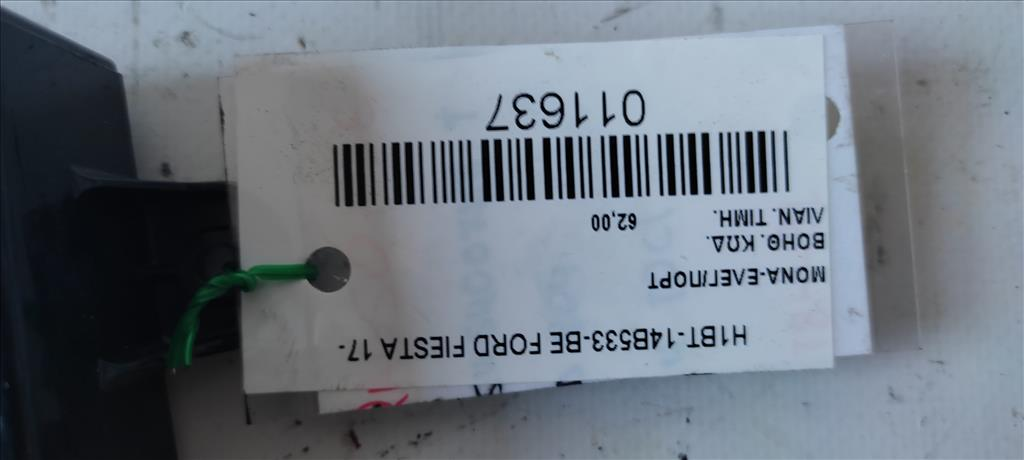 H1BT-14B533-BE FORD FIESTA 17-
ΜΟΝΑ-ΕΛΕΓ/ΠΟΡΤ
ΒΟΗΘ. ΚΩΔ.
ΛΙΑΝ. ΤΙΜΗ. 62,00
011637